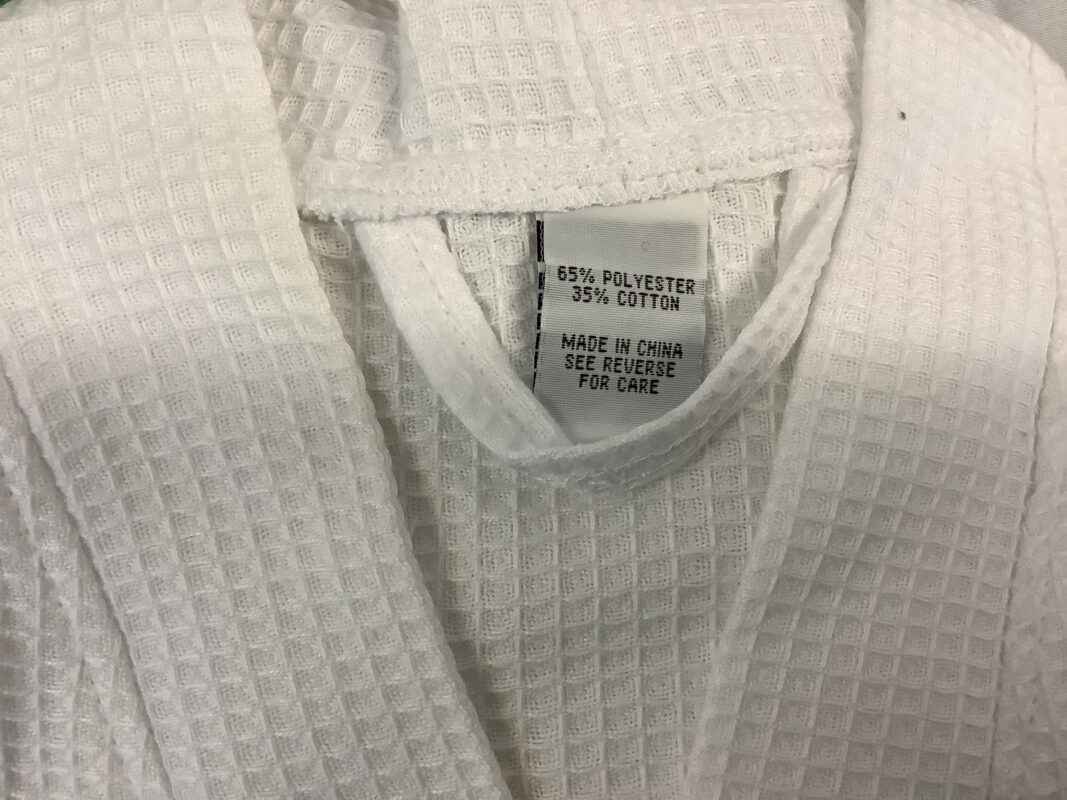 65% POLYESTER
35% COTTON
MADE IN CHINA
SEE REVERSE
FOR CARE